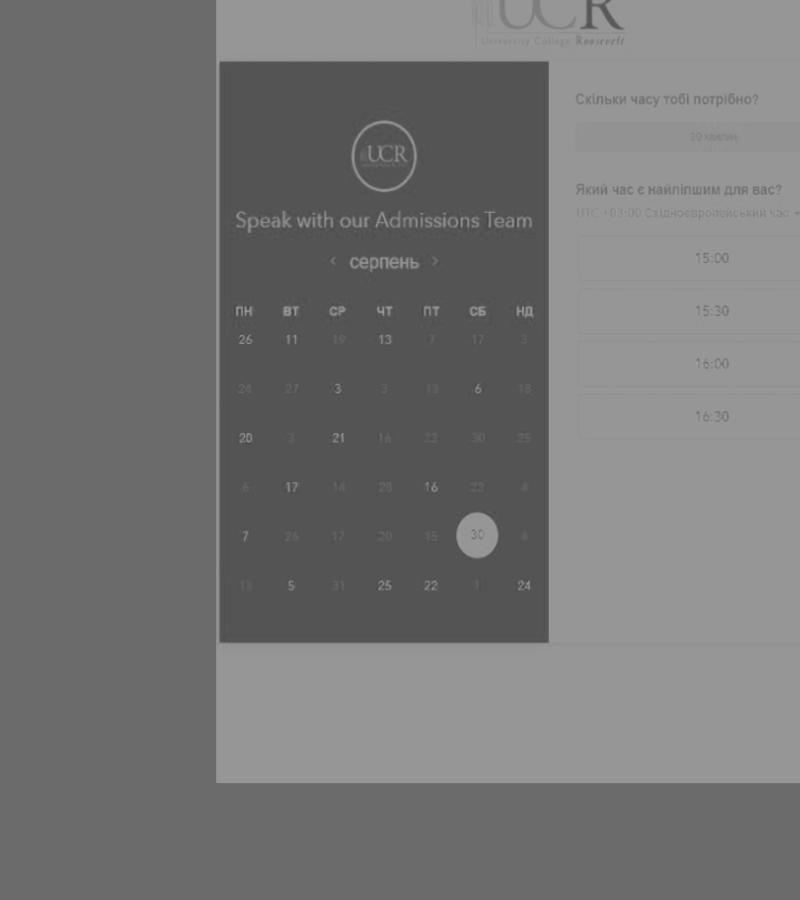 UCR
University College Roosevelt
UCR
Speak with our Admissions Team
< серпень >
ПН ВТ СР ЧТ ПТ СБ НД
26 11 19 13 7 17 3
24 27 3 3 13 6 18
20 3 21 16 22 30 25
6 17 14 28 16 23 4
7 26 17 20 15 30 4
13 5 31 25 22 1 24
Скільки часу тобі потрібно?
30 хвилин
Який час є найліпшим для вас?
UTC +03:00 Східноєвропейський час
15:00
15:30
16:00
16:30